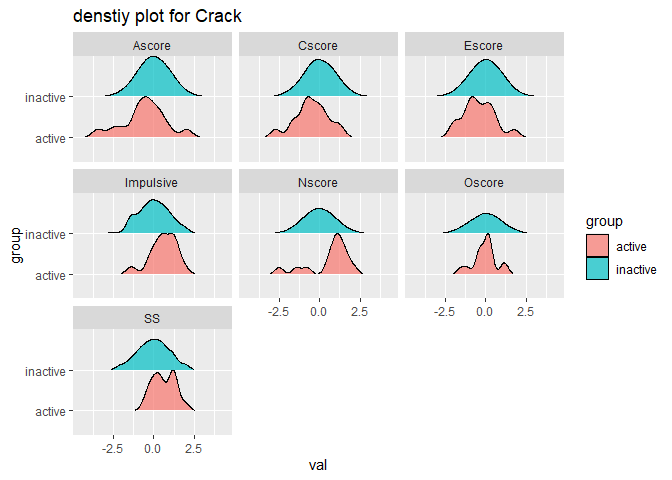 denstiy plot for Crack
Ascore Cscore Escore
inactive
active
Impulsive Nscore Oscore
inactive
active
-2.5 0.0 2.5 -2.5 0.0 2.5
SS
inactive
active
-2.5 0.0 2.5
val
group
group
active
inactive